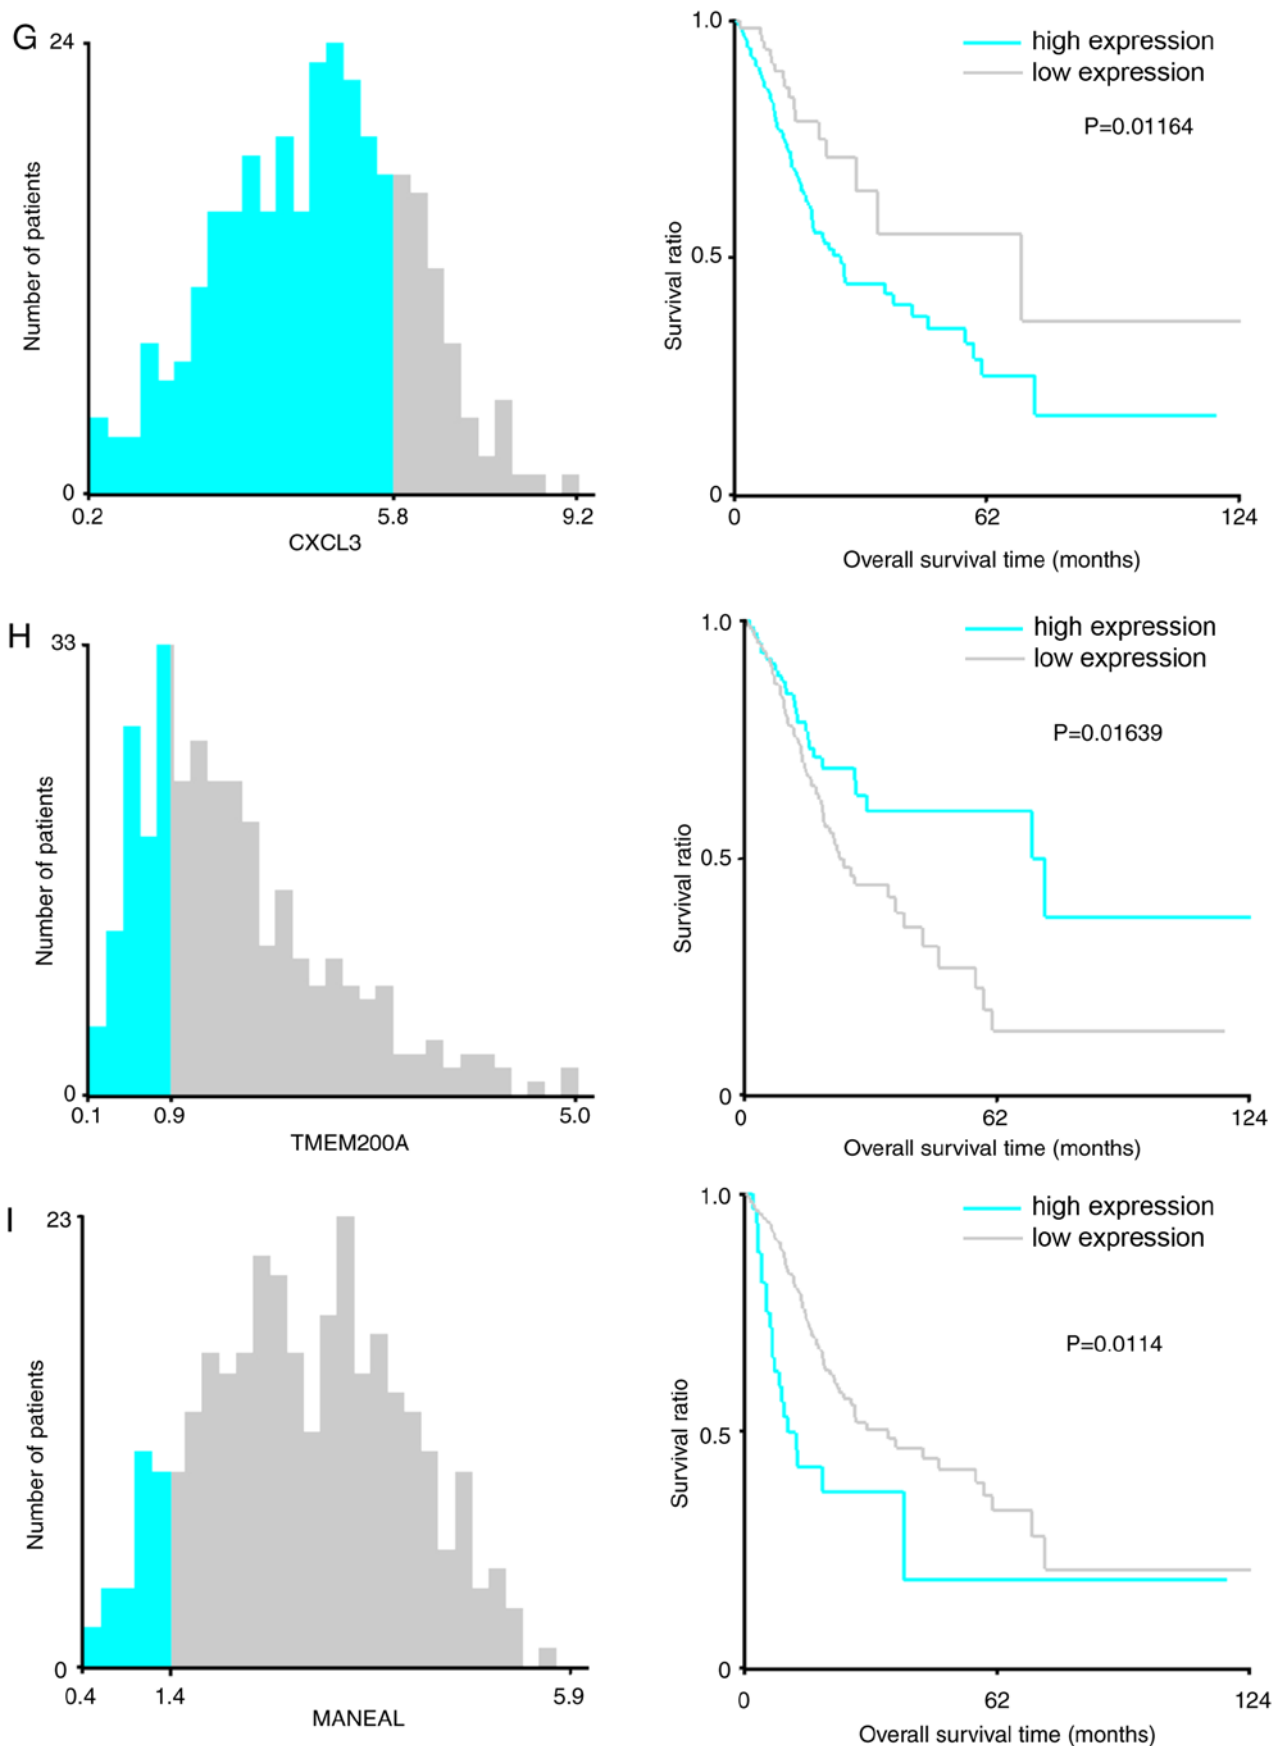 G
24
Number of patients
0
0.2
5.8
9.2
CXCL3
1.0
high expression
low expression
P=0.01164
Survival ratio
0.5
0
0
62
124
Overall survival time (months)
H
33
Number of patients
0
0.1
0.9
5.0
TMEM200A
1.0
high expression
low expression
P=0.01639
Survival ratio
0.5
0
0
62
124
Overall survival time (months)
I
23
Number of patients
0
0.4
1.4
5.9
MANEAL
1.0
high expression
low expression
P=0.0114
Survival ratio
0.5
0
0
62
124
Overall survival time (months)